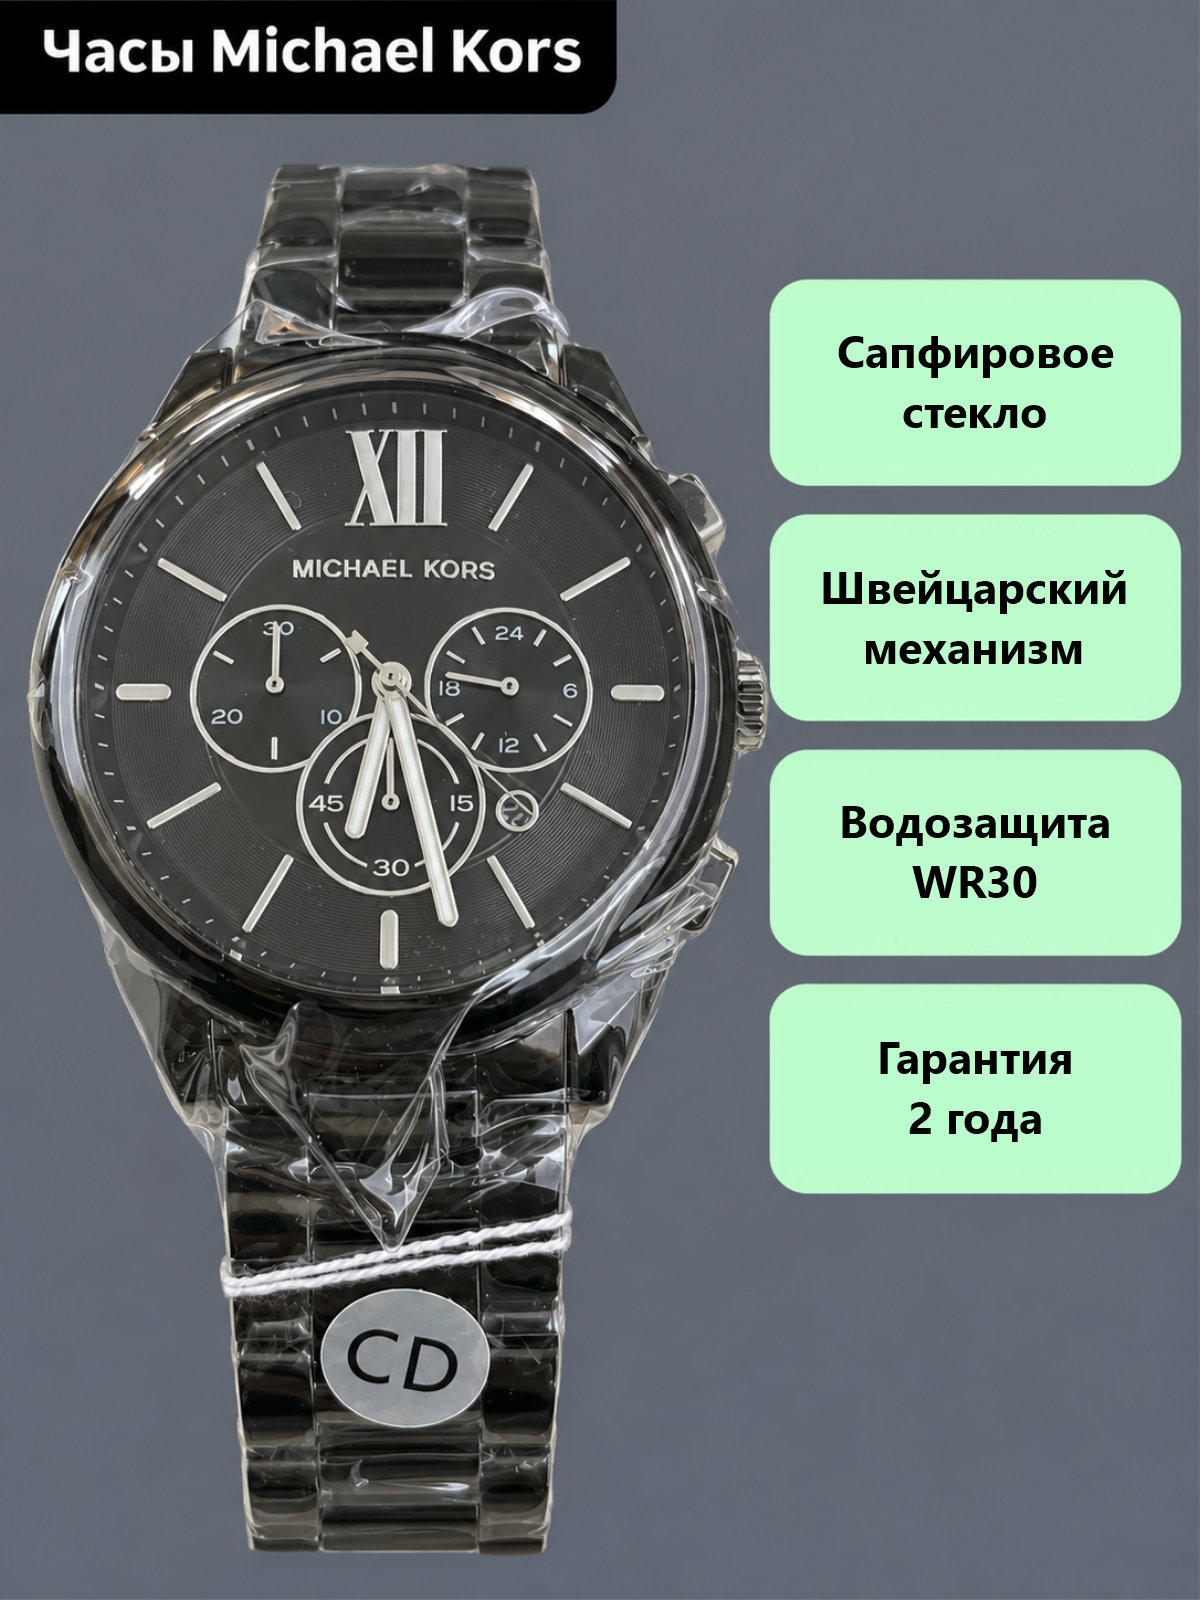 Часы Michael Kors
XII
MICHAEL KORS
30
20
10
24
18
6
12
45
15
30
CD
Сапфировое
стекло
Швейцарский
механизм
Водозащита
WR30
Гарантия
2 года